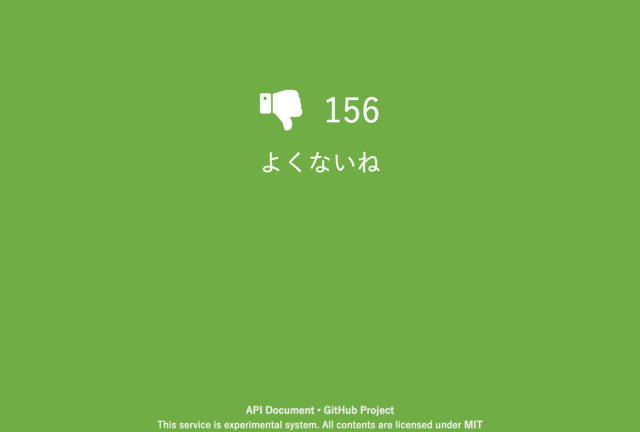 156
よくないね
API Document • GitHub Project
This service is experimental system. All contents are licensed under MIT